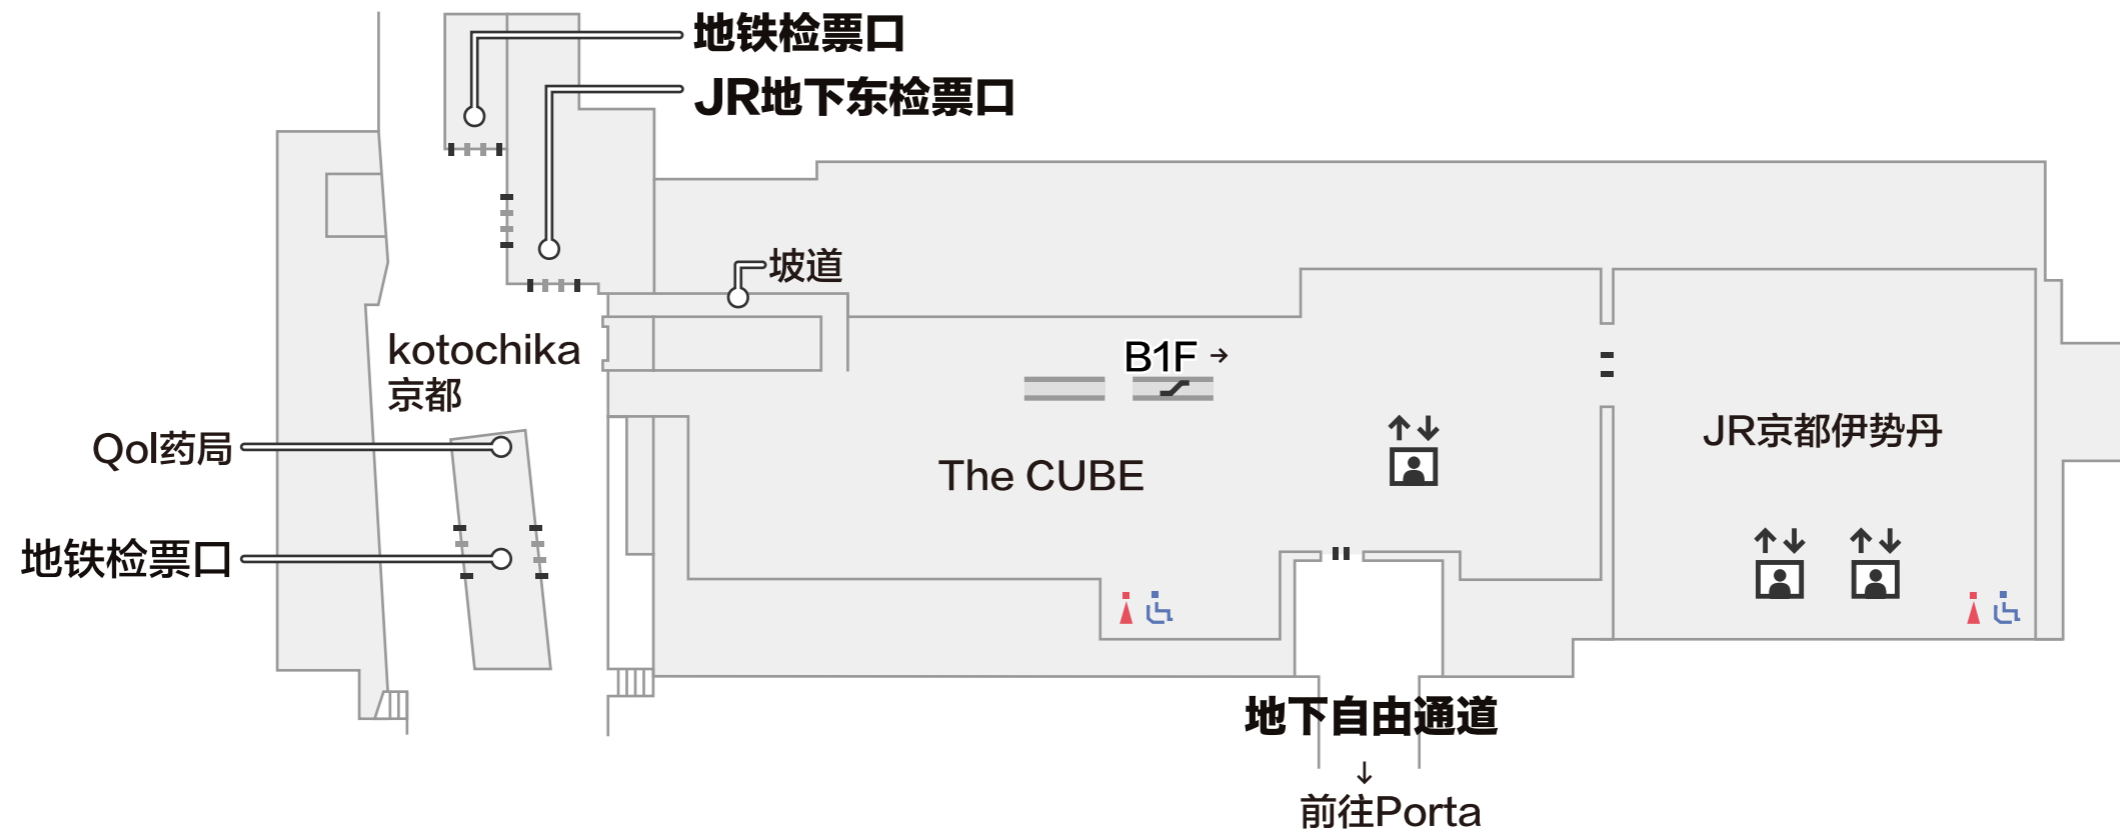 地铁检票口
JR地下东检票口
坡道
kotochika
京都
B1F →
Qol药局
JR京都伊势丹
The CUBE
地铁检票口
地下自由通道
↓
前往Porta